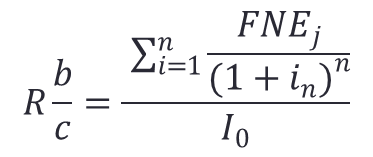 R b/c = (∑_{i=1}^{n} FNE_j / (1 + i_n)^n) / I_0